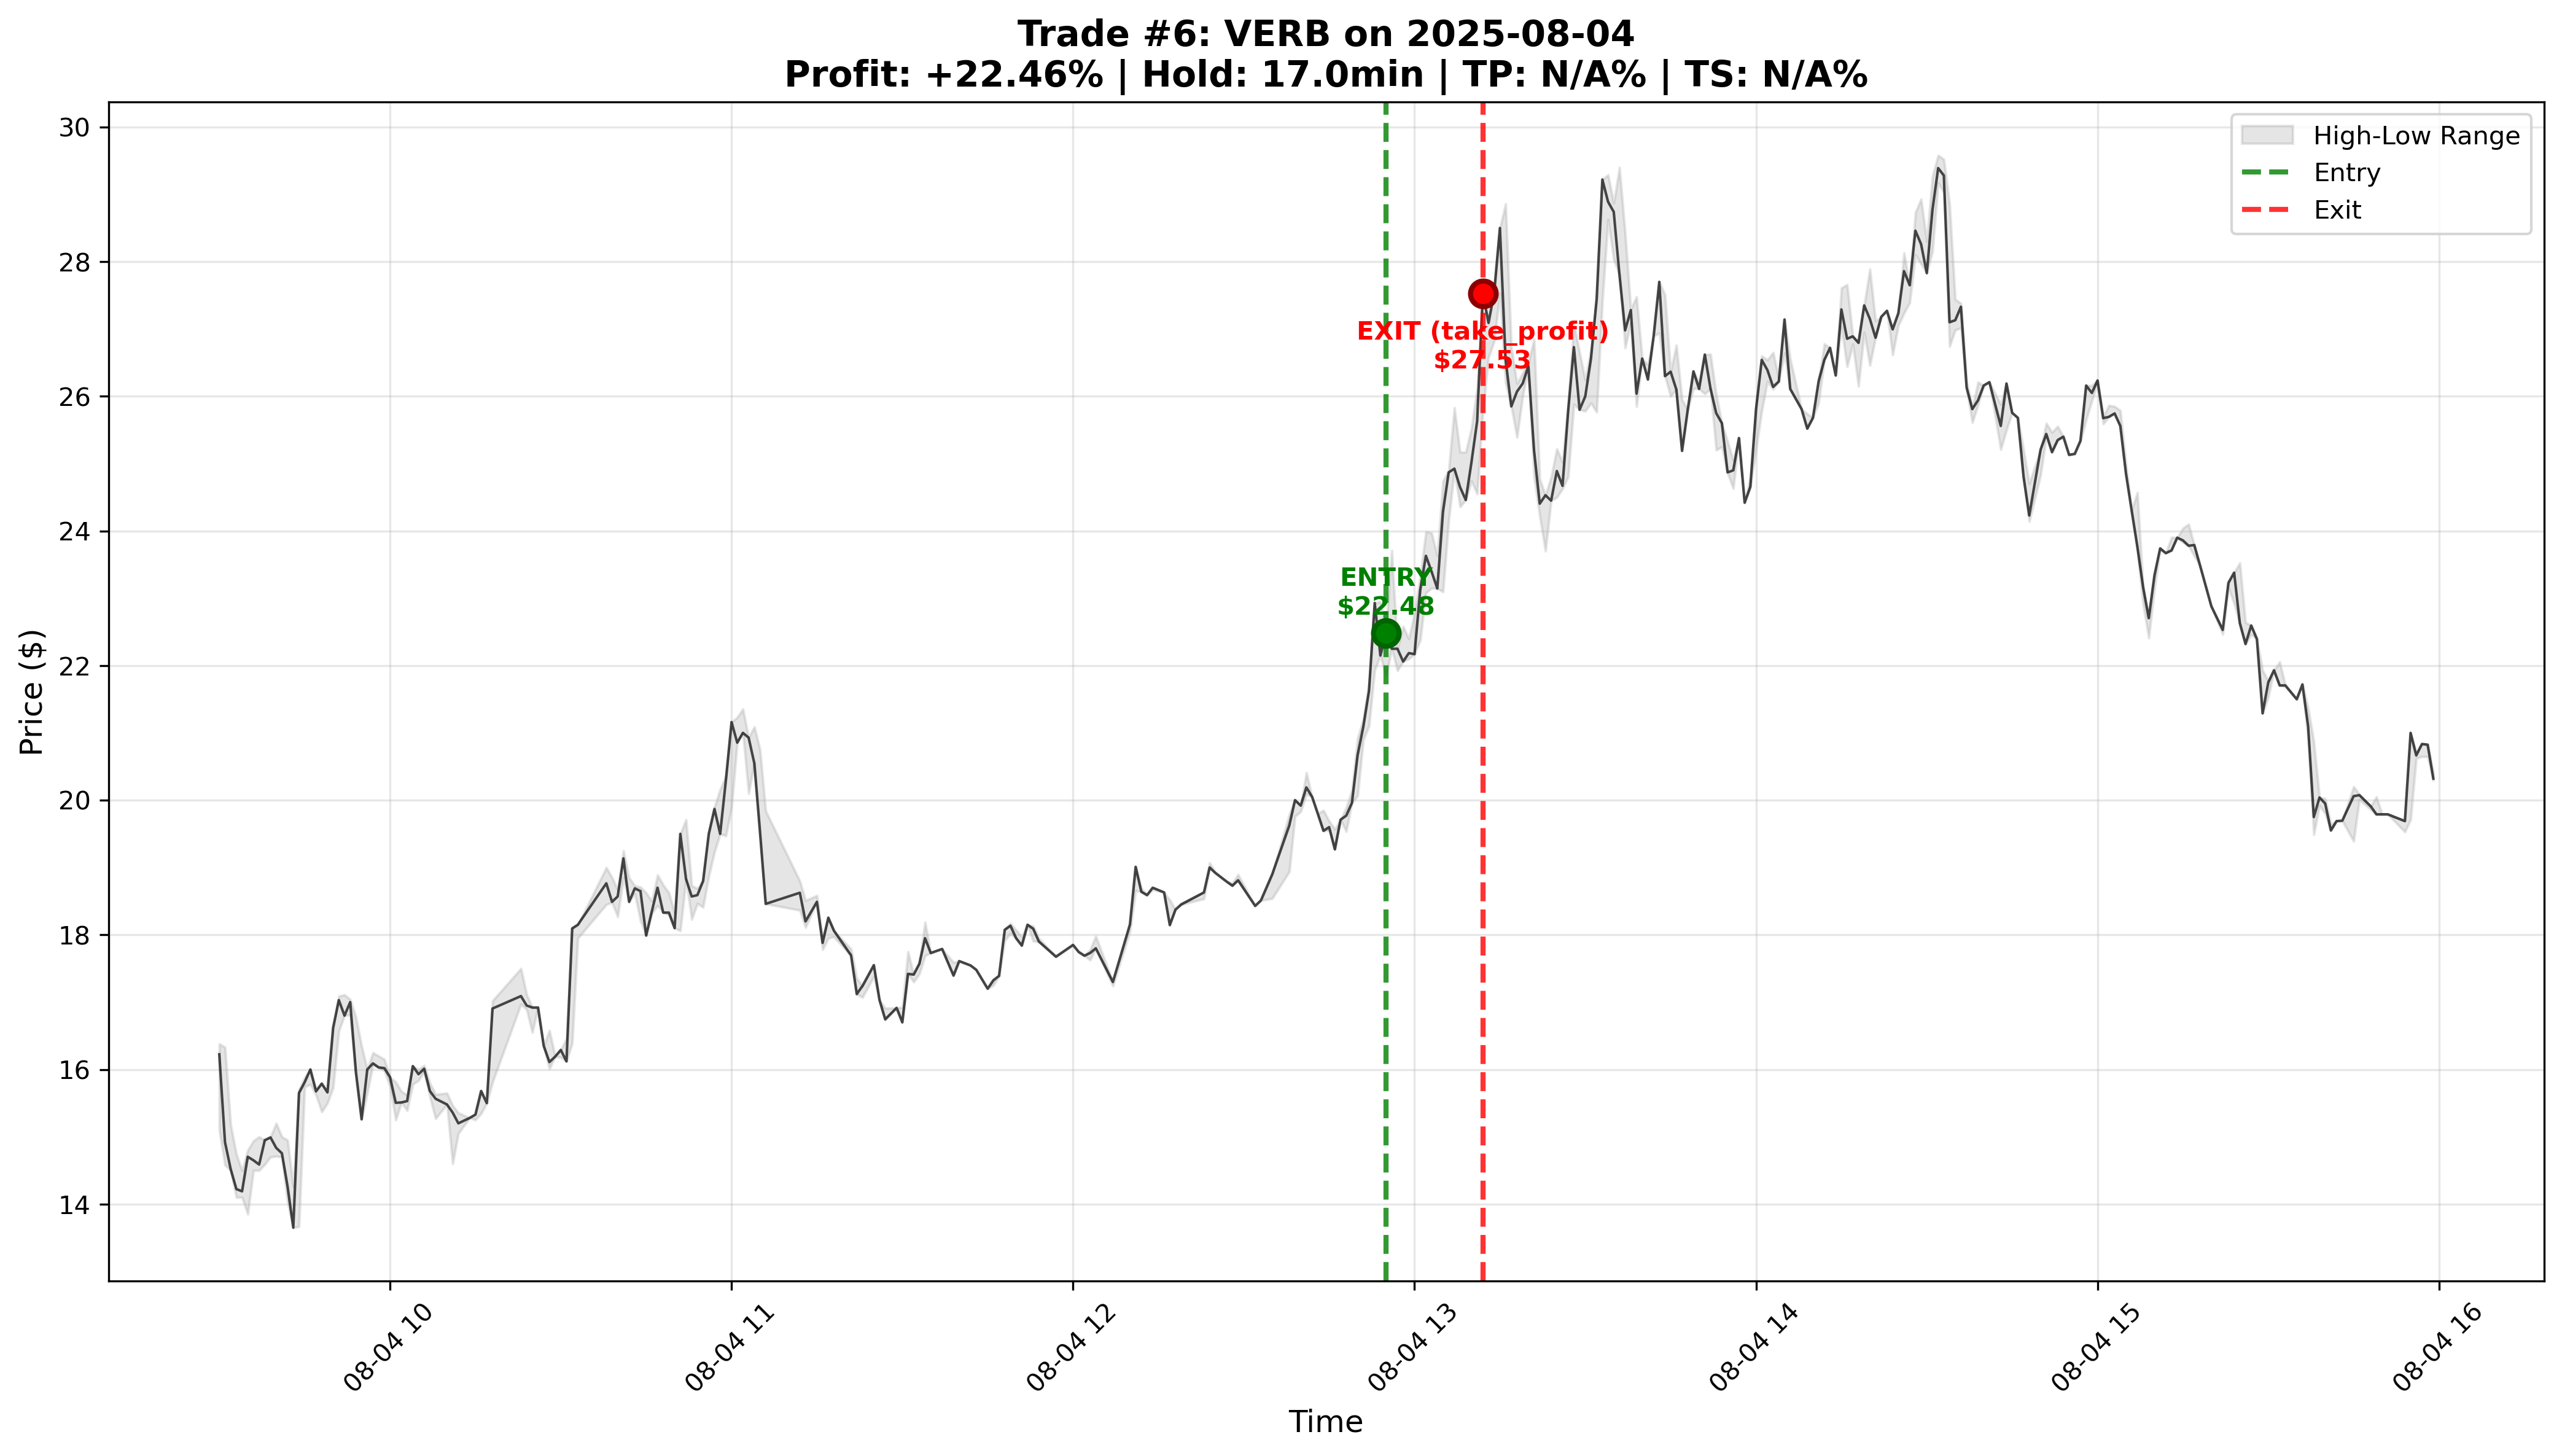 Trade #6: VERB on 2025-08-04
Profit: +22.46% | Hold: 17.0min | TP: N/A% | TS: N/A%
High-Low Range
Entry
Exit
30
28
26
24
22
20
18
16
14
Price ($)
EXIT (take_profit)
$27.53
ENTRY
$22.48
08-04 10
08-04 11
08-04 12
08-04 13
08-04 14
08-04 15
08-04 16
Time